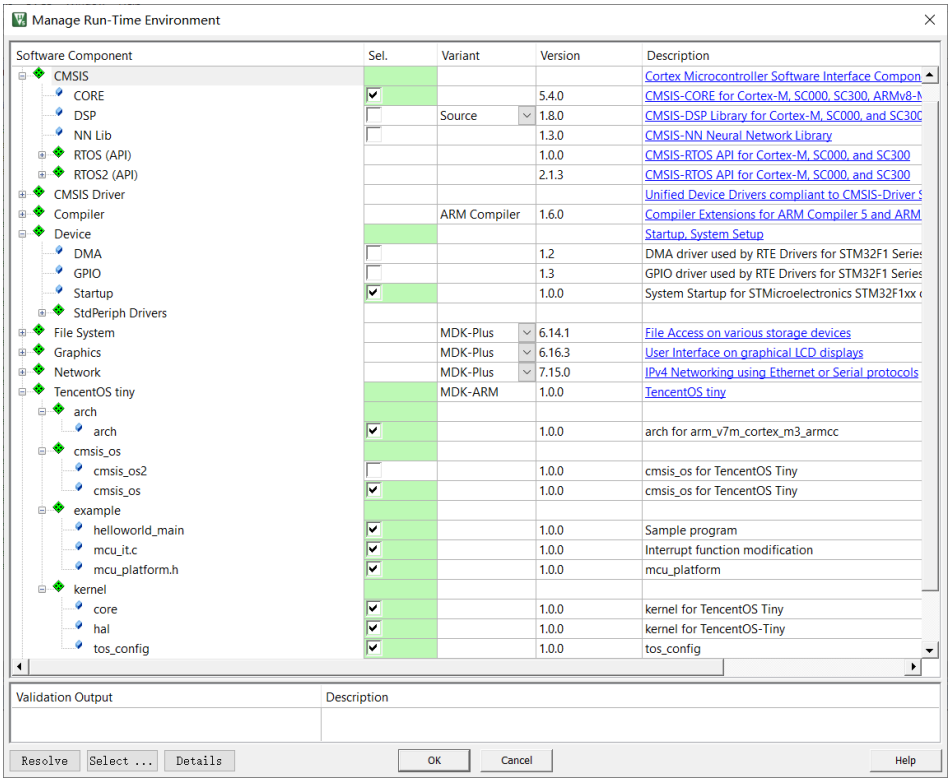 Manage Run-Time Environment
Software Component Sel. Variant Version Description
CMSIS Cortex Microcontroller Software Interface Compon
CORE 5.4.0 CMSIS-CORE for Cortex-M, SC000, SC300, ARMv8-M
DSP Source 1.8.0 CMSIS-DSP Library for Cortex-M, SC000, and SC300
NN Lib 1.3.0 CMSIS-NN Neural Network Library
RTOS (API) 1.0.0 CMSIS-RTOS API for Cortex-M, SC000, and SC300
RTOS2 (API) 2.1.3 CMSIS-RTOS API for Cortex-M, SC000, and SC300
CMSIS Driver Unified Device Drivers compliant to CMSIS-Driver S
Compiler ARM Compiler 1.6.0 Compiler Extensions for ARM Compiler 5 and ARM
Device Startup, System Setup
DMA 1.2 DMA driver used by RTE Drivers for STM32F1 Series
GPIO 1.3 GPIO driver used by RTE Drivers for STM32F1 Series
Startup 1.0.0 System Startup for STMicroelectronics STM32F1xx
StdPeriph Drivers
File System MDK-Plus 6.14.1 File Access on various storage devices
Graphics MDK-Plus 6.16.3 User Interface on graphical LCD displays
Network MDK-Plus 7.15.0 IPv4 Networking using Ethernet or Serial protocols
TencentOS tiny MDK-ARM 1.0.0 TencentOS tiny
arch
arch 1.0.0 arch for arm_v7m_cortex_m3_armcc
cmsis_os
cmsis_os2 1.0.0 cmsis_os for TencentOS Tiny
cmsis_os 1.0.0 cmsis_os for TencentOS Tiny
example
helloworld_main 1.0.0 Sample program
mcu_it.c 1.0.0 Interrupt function modification
mcu_platform.h 1.0.0 mcu_platform
kernel
core 1.0.0 kernel for TencentOS Tiny
hal 1.0.0 kernel for TencentOS-Tiny
tos_config 1.0.0 tos_config
Validation Output Description
Resolve Select ... Details OK Cancel Help